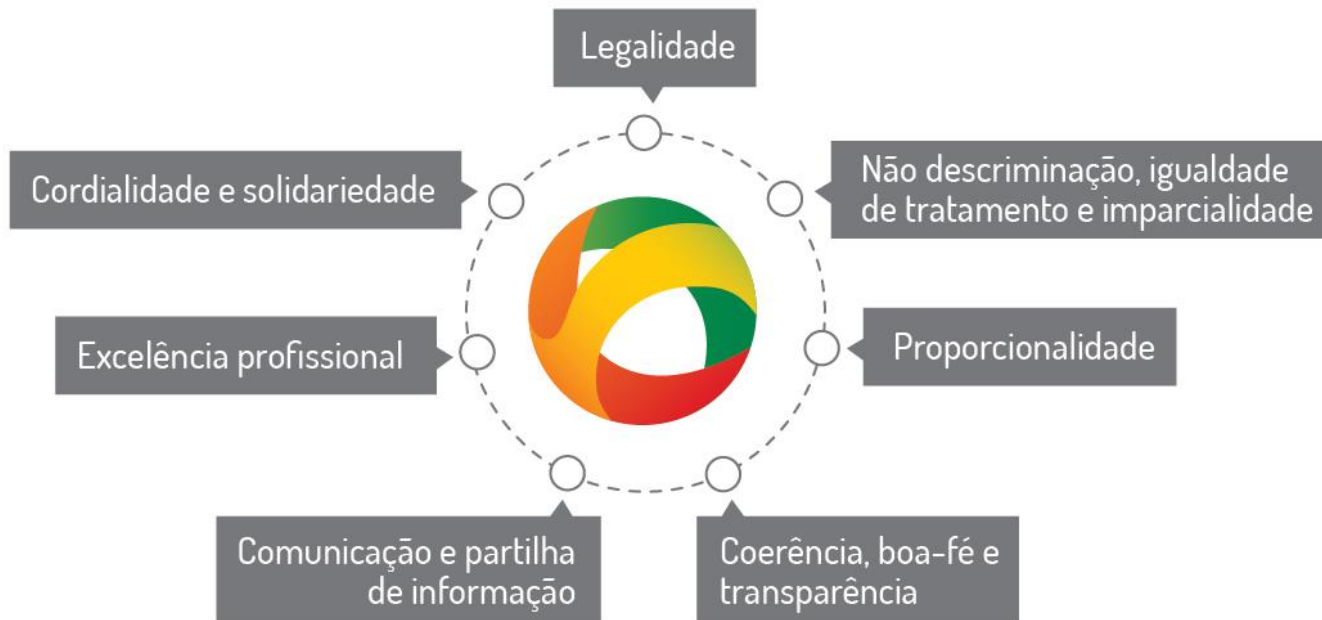 Legalidade
Não descriminação, igualdade
de tratamento e imparcialidade
Proporcionalidade
Coerência, boa-fé e
transparência
Comunicação e partilha
de informação
Excelência profissional
Cordialidade e solidariedade